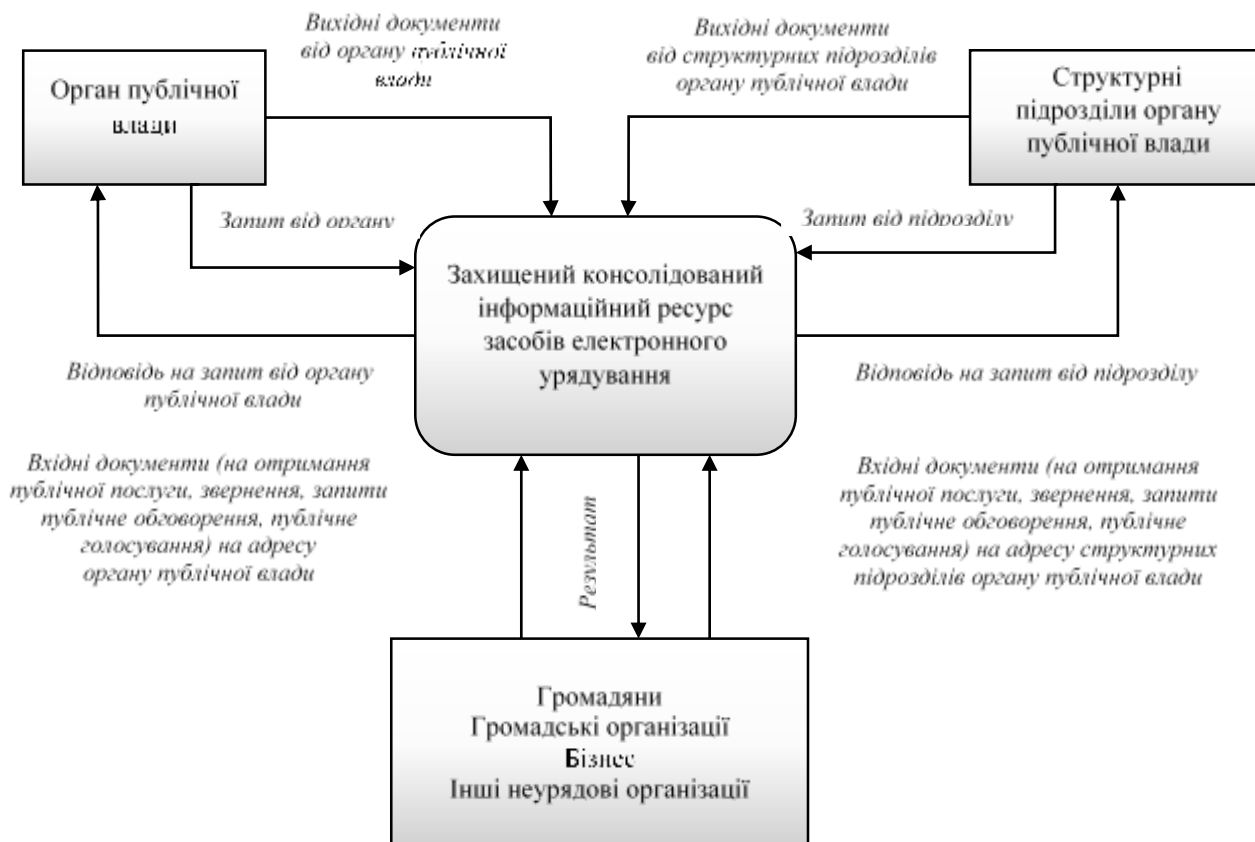 Вихідні документи
від органу публічної
влади
Вихідні документи
від структурних підрозділів
органу публічної влади
Орган публічної
влади
Структурні
підрозділи органу
публічної влади
Запит від органу
Запит від підрозділу
Захищений консолідований
інформаційний ресурс
засобів електронного
урядування
Відповідь на запит від органу
публічної влади
Відповідь на запит від підрозділу
Вхідні документи (на отримання
публічної послуги, звернення, запити
публічне обговорення, публічне
голосування) на адресу
органу публічної влади
Результат
Вхідні документи (на отримання
публічної послуги, звернення, запити
публічне обговорення, публічне
голосування) на адресу структурних
підрозділів органу публічної влади
Громадяни
Громадські організації
Бізнес
Інші неурядові організації